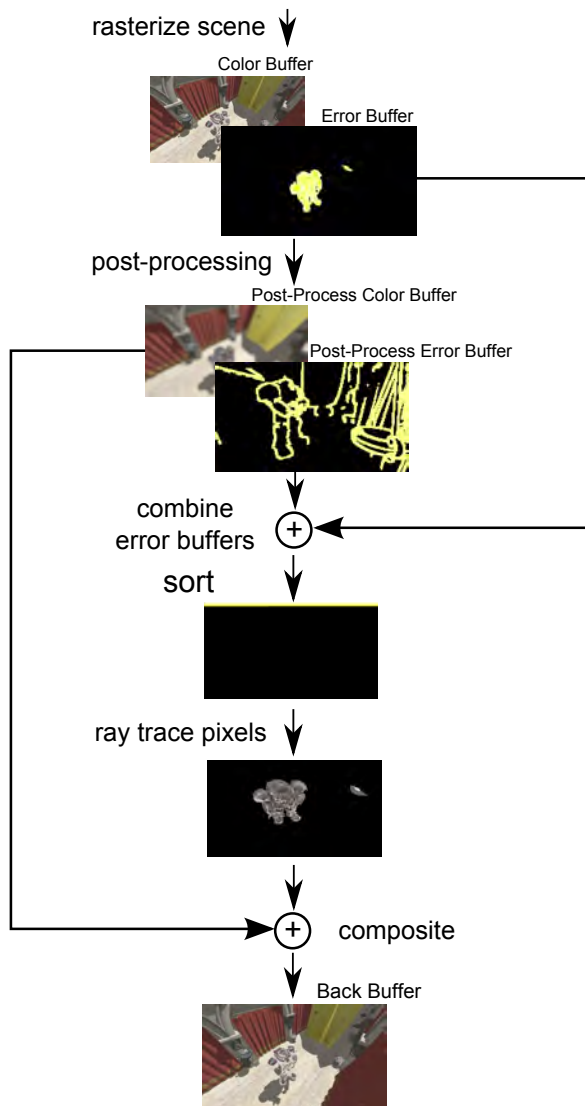 rasterize scene
Color Buffer
Error Buffer
post-processing
Post-Process Color Buffer
Post-Process Error Buffer
combine
error buffers
+
sort
ray trace pixels
+
composite
Back Buffer